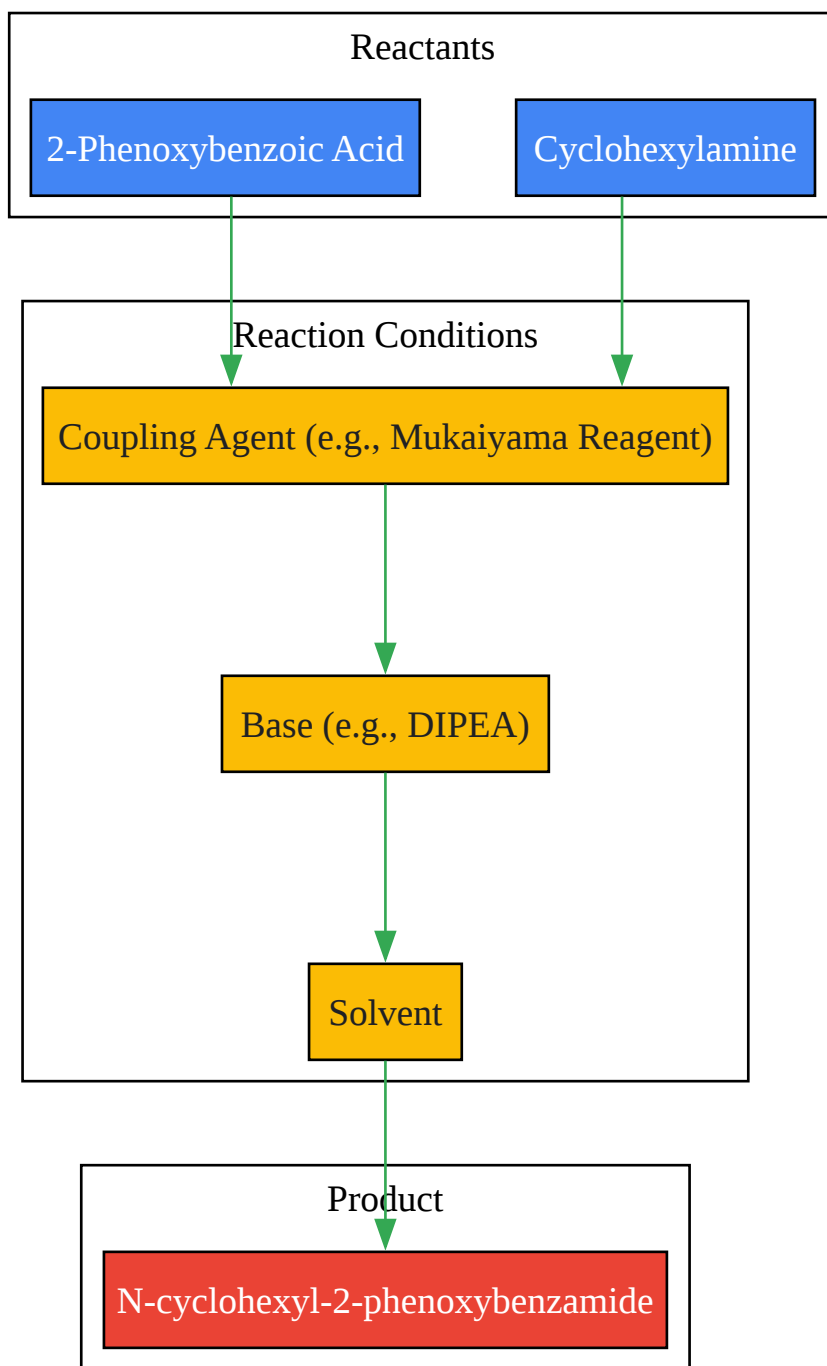 Reactants
2-Phenoxybenzoic Acid
Cyclohexylamine
Reaction Conditions
Coupling Agent (e.g., Mukaiyama Reagent)
Base (e.g., DIPEA)
Solvent
Product
N-cyclohexyl-2-phenoxybenzamide